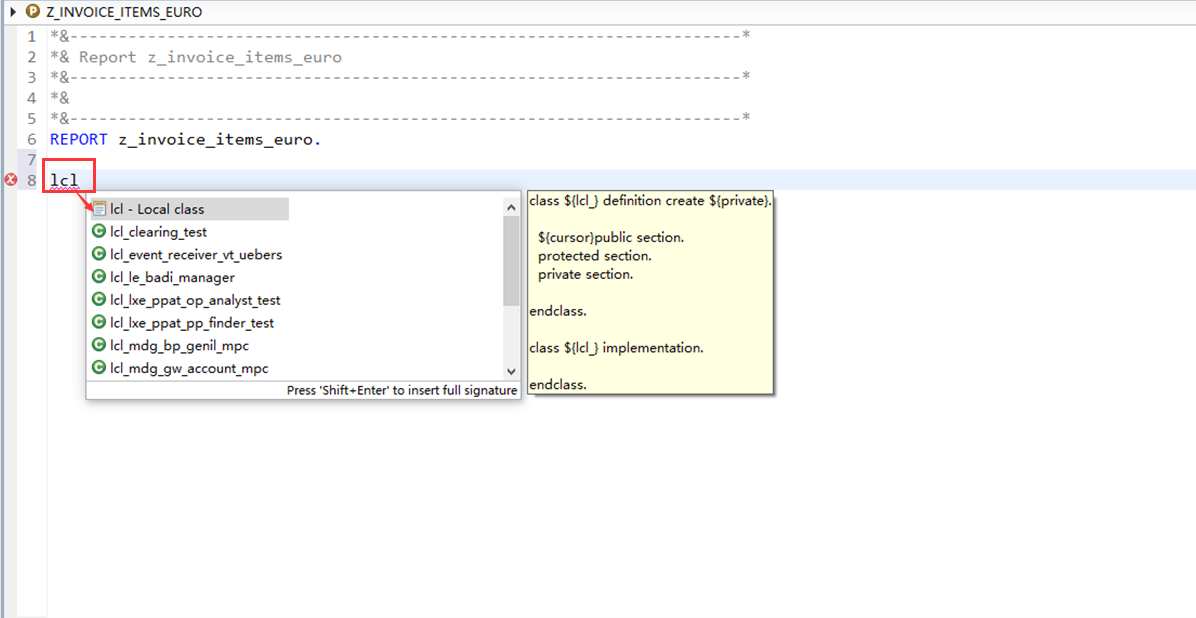 Z_INVOICE_ITEMS_EURO
1 *&---------------------------------------------------------------------*
2 *& Report z_invoice_items_euro
3 *&---------------------------------------------------------------------*
4 *&
5 *&---------------------------------------------------------------------*
6 REPORT z_invoice_items_euro.
7
8 lcl
lcl - Local class
lcl_clearing_test
lcl_event_receiver_vt_uebers
lcl_le_badi_manager
lcl_lxe_ppat_op_analyst_test
lcl_lxe_ppat_pp_finder_test
lcl_mdg_bp_genil_mpc
lcl_mdg_gw_account_mpc
Press 'Shift+Enter' to insert full signature
class ${lcl_} definition create ${private}.
${cursor}public section.
protected section.
private section.
endclass.
class ${lcl_} implementation.
endclass.